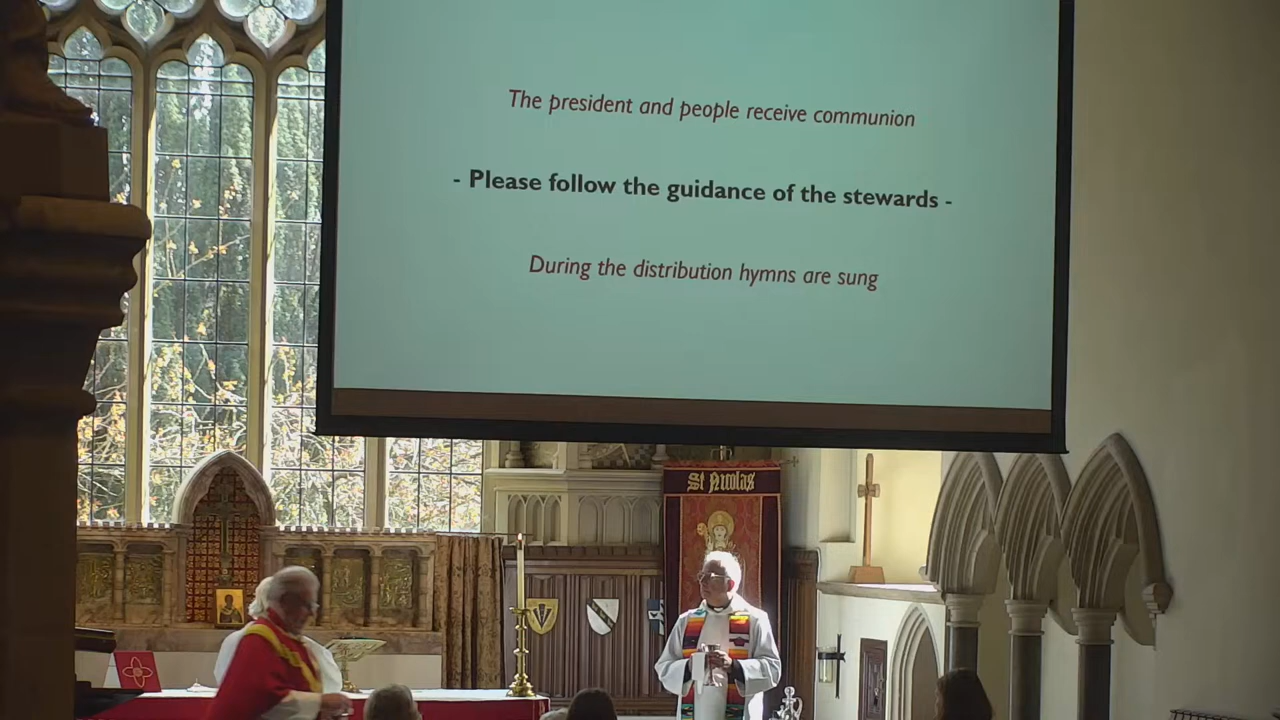 The president and people receive communion
- Please follow the guidance of the stewards -
During the distribution hymns are sung
St Nicolas